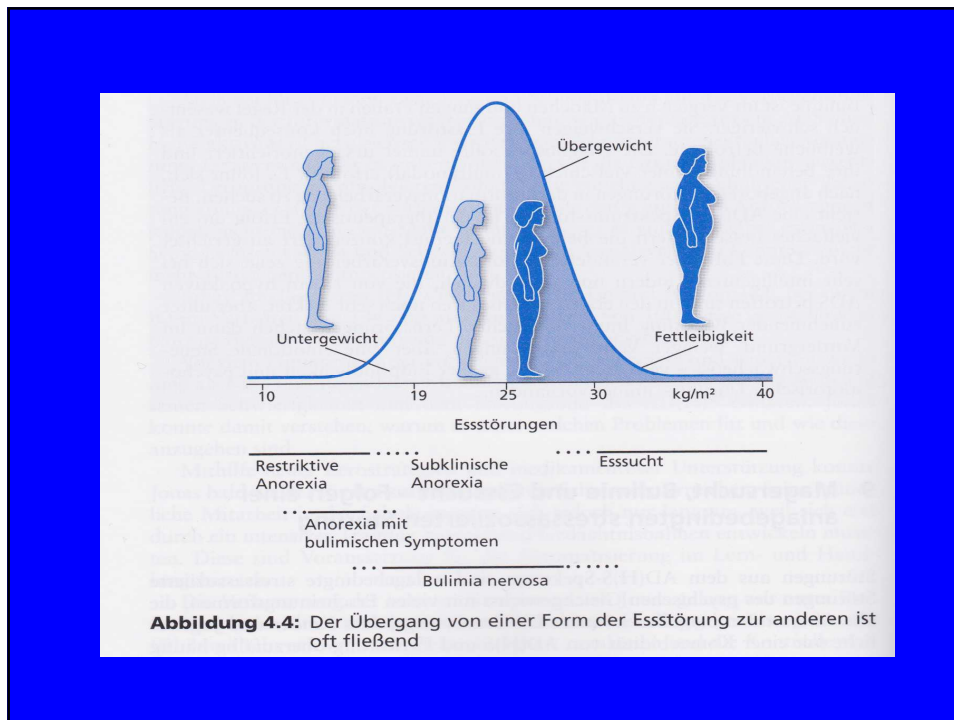 Übergewicht
Untergewicht
Fettleibigkeit
10 19 25 30 kg/m² 40
Essstörungen
Restriktive
Anorexia
Subklinische
Anorexia
Esssucht
Anorexia mit
bulimischen Symptomen
Bulimia nervosa
Abbildung 4.4: Der Übergang von einer Form der Essstörung zur anderen ist
oft fließend